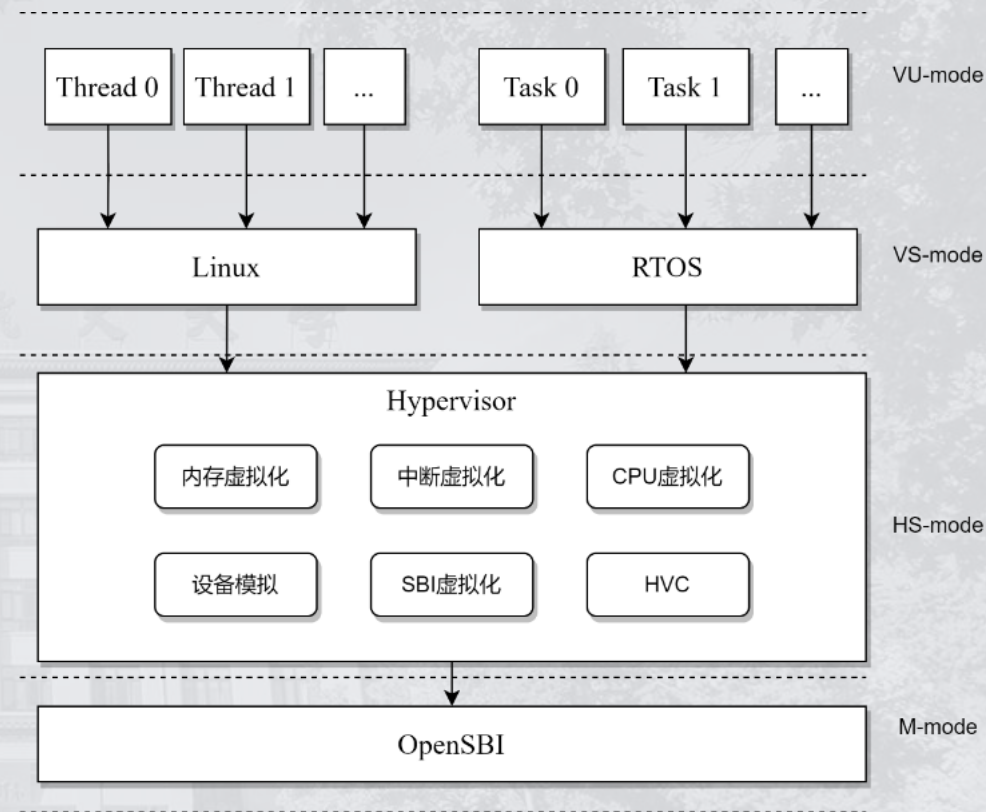 Thread 0
Thread 1
...
Task 0
Task 1
...
VU-mode
Linux
RTOS
VS-mode
Hypervisor
内存虚拟化
中断虚拟化
CPU虚拟化
设备模拟
SBI虚拟化
HVC
HS-mode
OpenSBI
M-mode